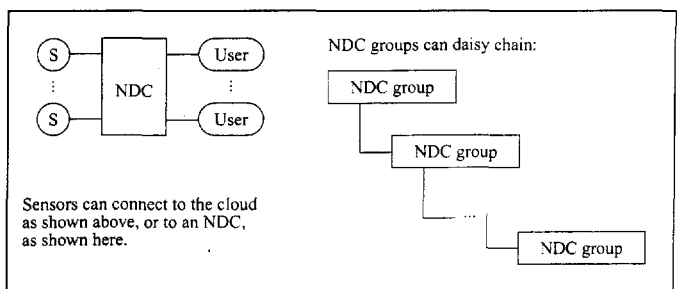 S
User
NDC
S
User
Sensors can connect to the cloud
as shown above, or to an NDC,
as shown here.
NDC groups can daisy chain:
NDC group
NDC group
...
NDC group